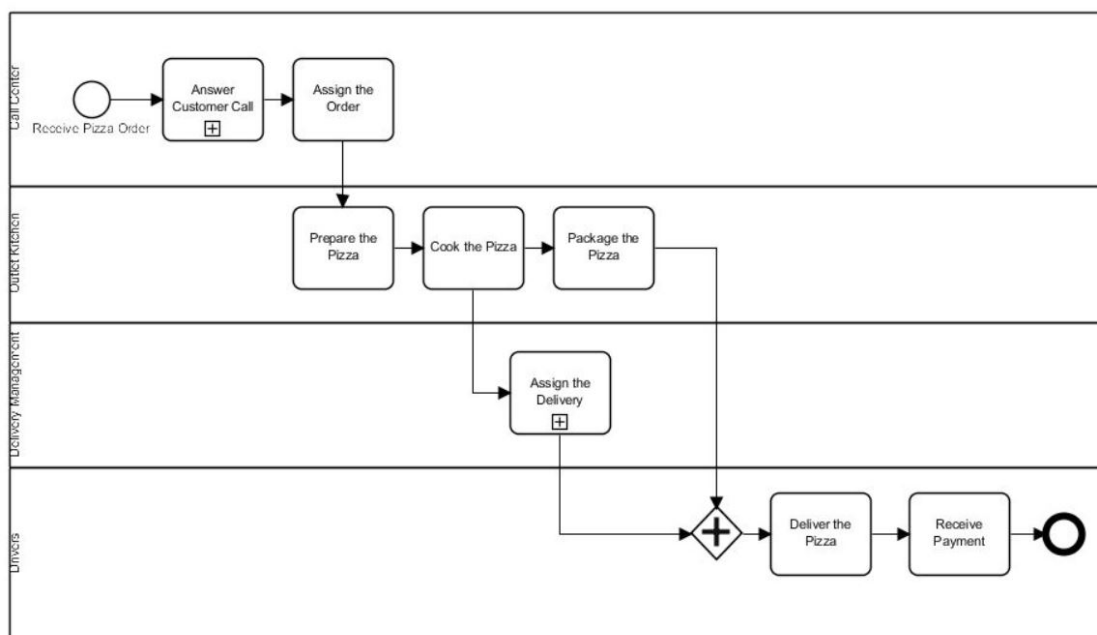 Call Center
Answer
Customer Call
Assign the
Order
Receive Pizza Order
Outlet Kitchen
Prepare the
Pizza
Cook the Pizza
Package the
Pizza
Delivery Management
Assign the
Delivery
Drivers
Deliver the
Pizza
Receive
Payment